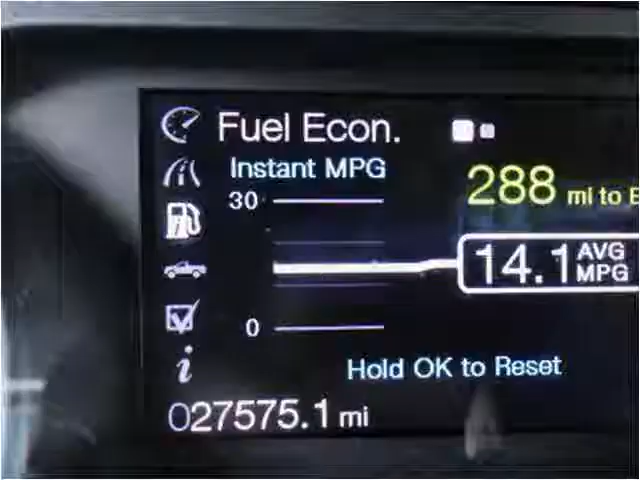 Fuel Econ.
Instant MPG
30
288 mi to E
14.1 AVG MPG
0
Hold OK to Reset
027575.1 mi